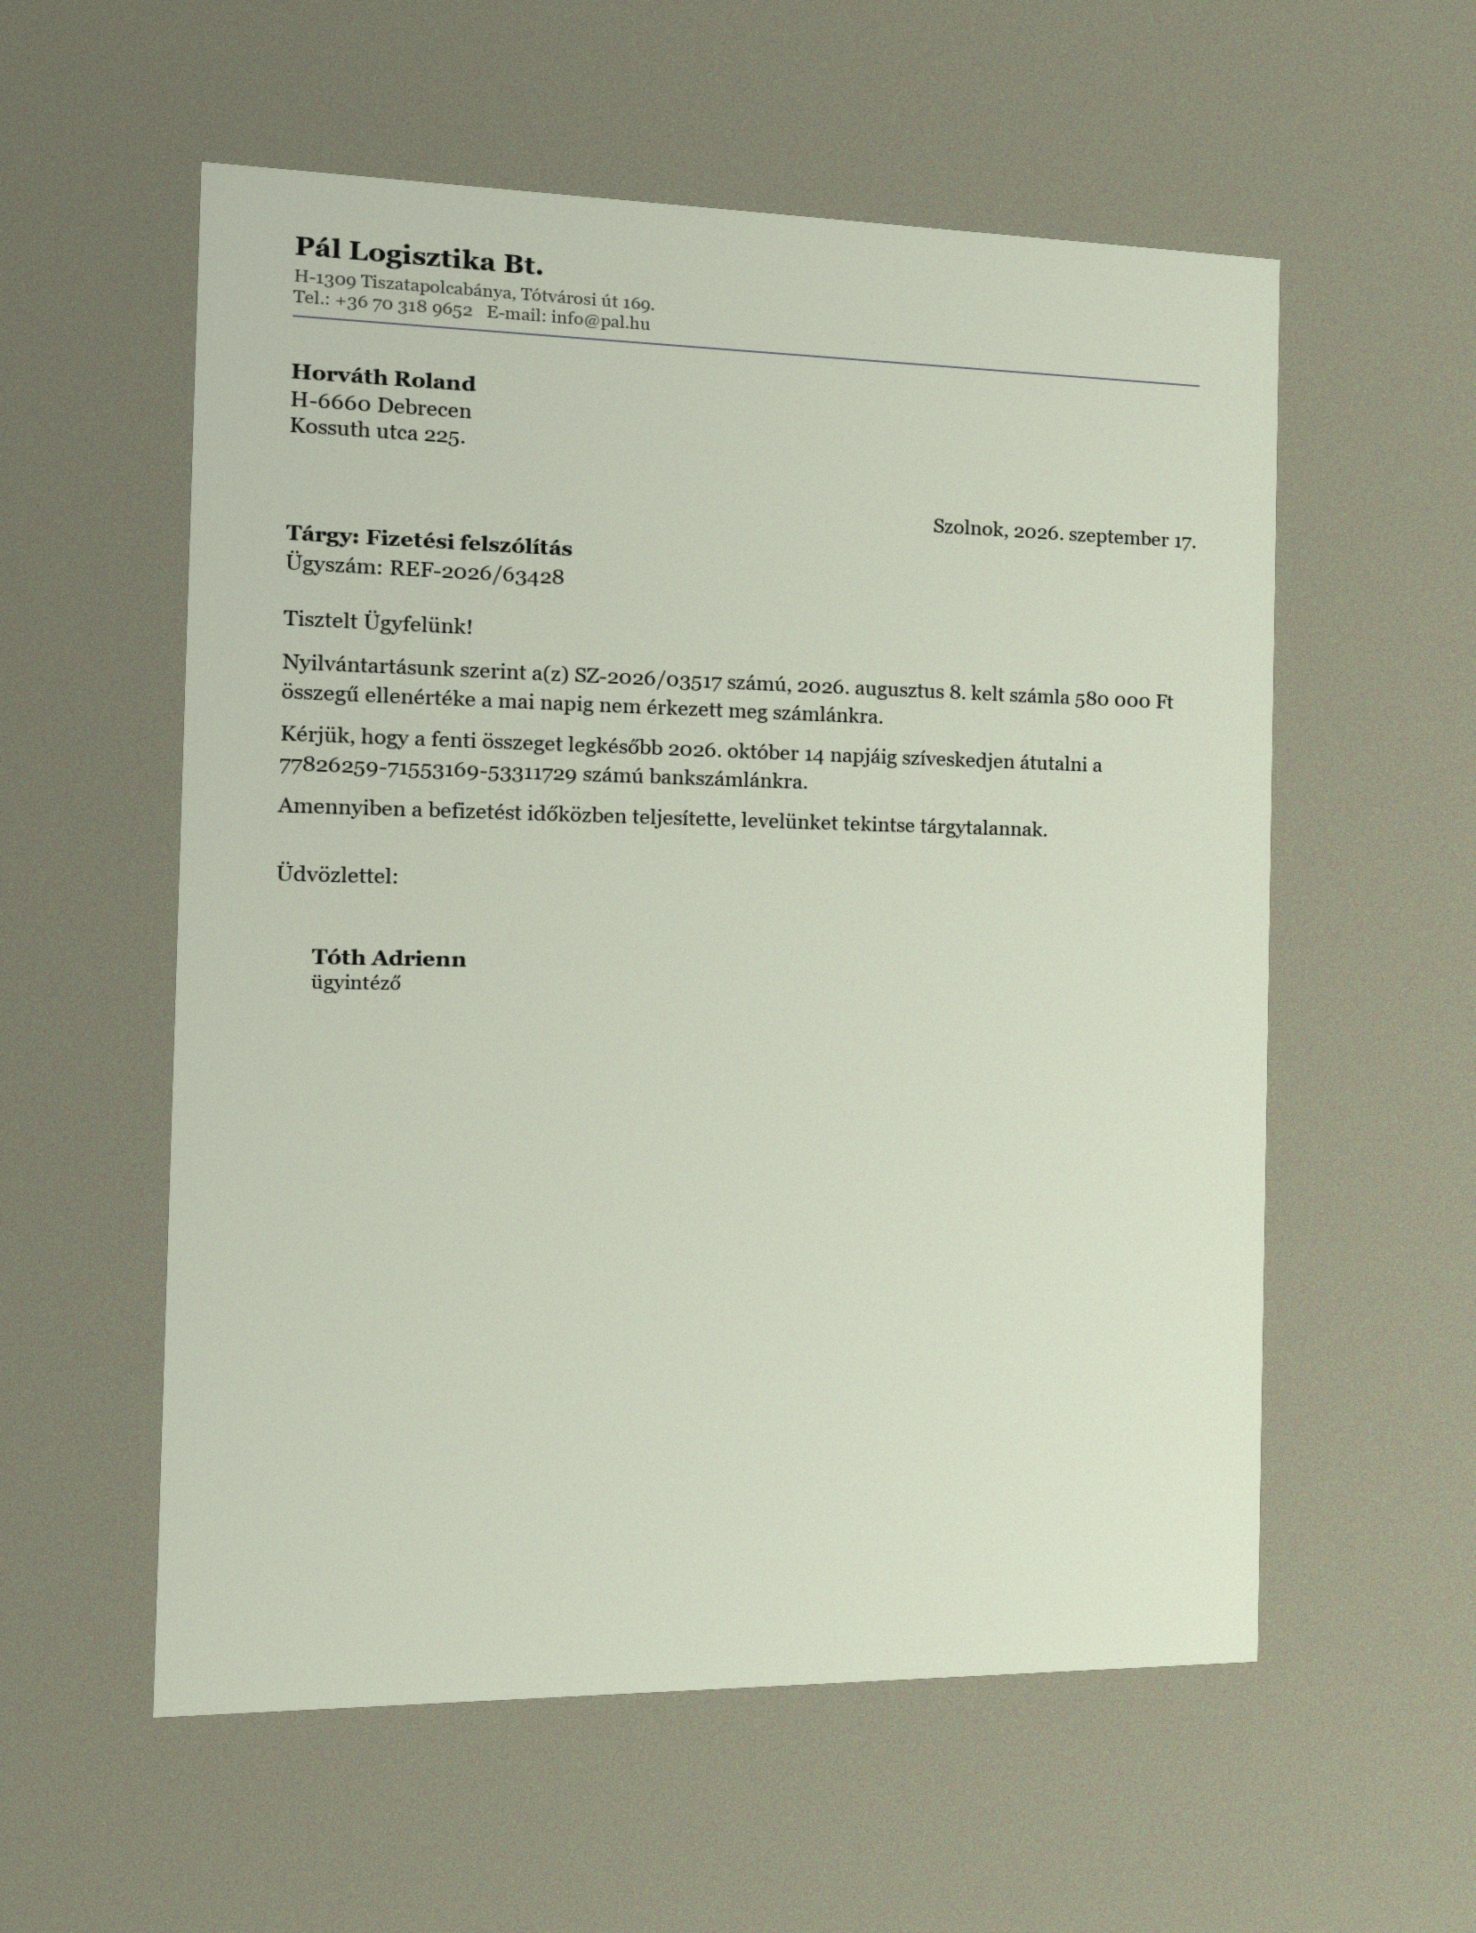 Pál Logisztika Bt.
H-1309 Tiszatapolcabánya, Tótvárosi út 169.
Tel.: +36 70 318 9652 E-mail: info@pal.hu
Horváth Roland
H-6660 Debrecen
Kossuth utca 225.
Szolnok, 2026. szeptember 17.
Tárgy: Fizetési felszólítás
Ügyszám: REF-2026/63428
Tisztelt Ügyfelünk!
Nyilvántartásunk szerint a(z) SZ-2026/03517 számú, 2026. augusztus 8. kelt számla 580 000 Ft
összegű ellenértéke a mai napig nem érkezett meg számlánkra.
Kérjük, hogy a fenti összeget legkésőbb 2026. október 14 napjáig szíveskedjen átutalni a
77826259-71553169-53311729 számú bankszámlánkra.
Amennyiben a befizetést időközben teljesítette, levelünket tekintse tárgytalannak.
Üdvözlettel:
Tóth Adrienn
ügyintéző